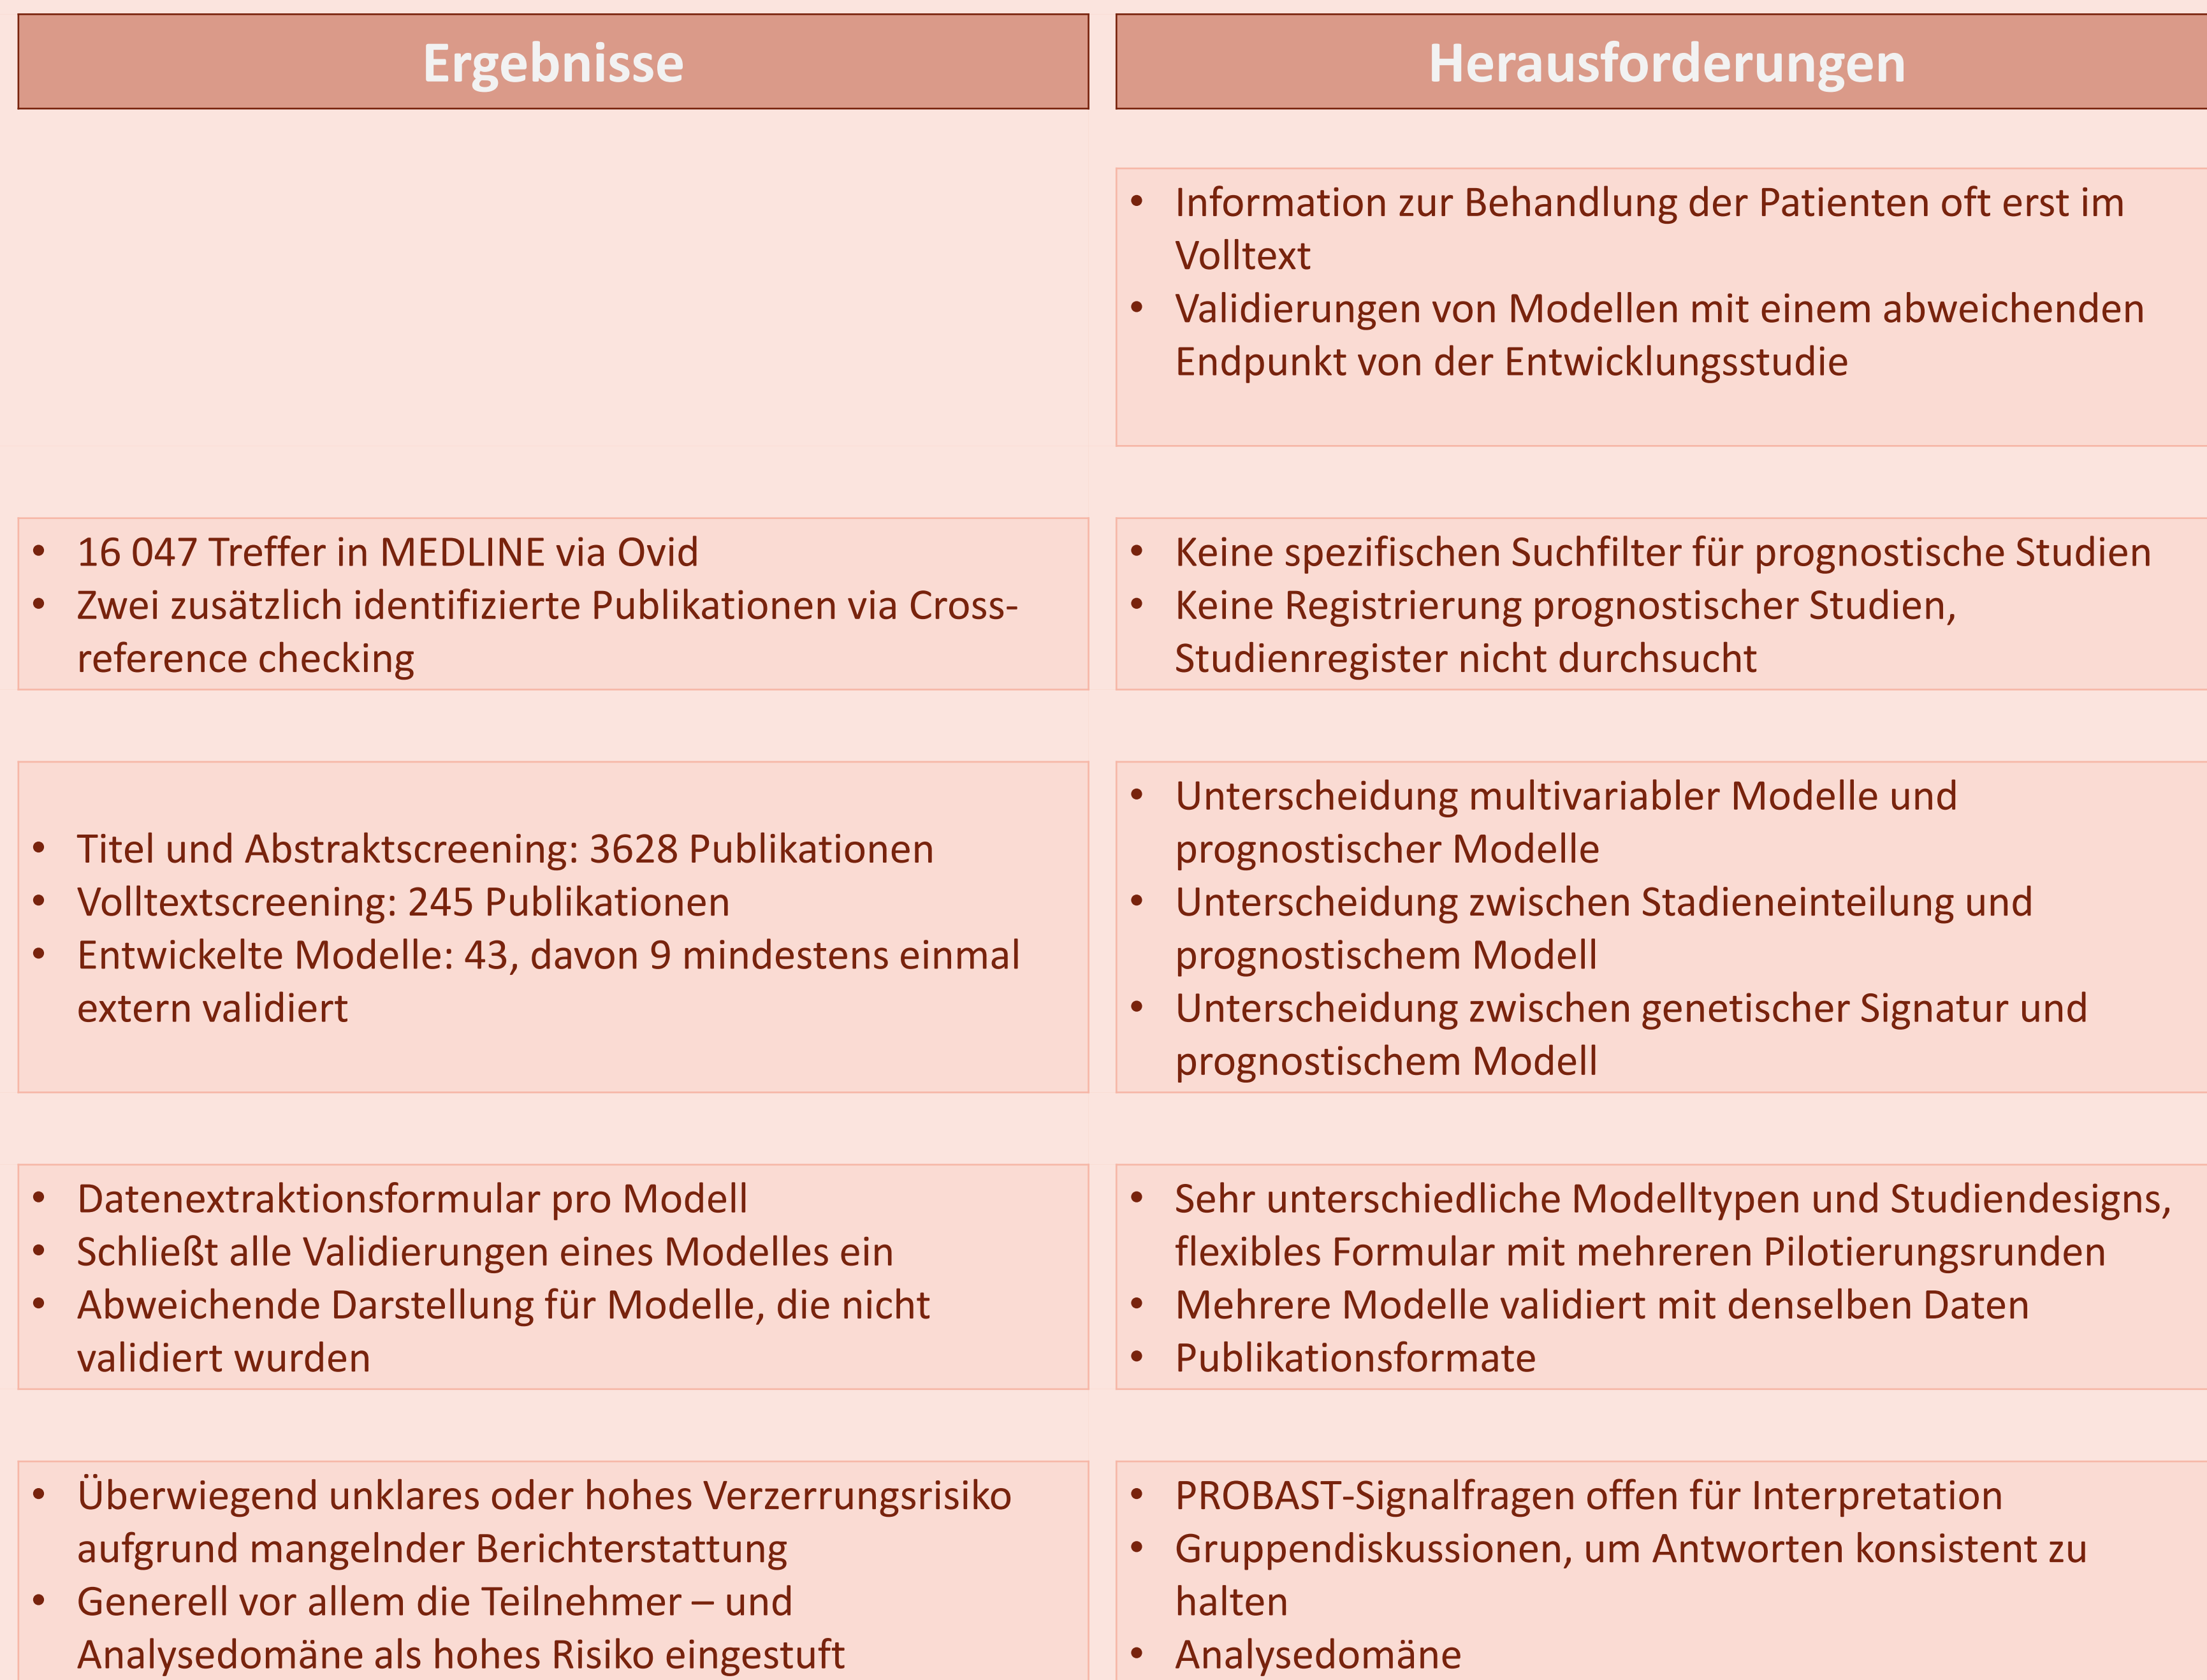 Ergebnisse
Herausforderungen
• Information zur Behandlung der Patienten oft erst im
Volltext
• Validierungen von Modellen mit einem abweichenden
Endpunkt von der Entwicklungsstudie
• 16 047 Treffer in MEDLINE via Ovid
• Zwei zusätzlich identifizierte Publikationen via Cross-
reference checking
• Keine spezifischen Suchfilter für prognostische Studien
• Keine Registrierung prognostischer Studien,
Studienregister nicht durchsucht
• Titel und Abstraktscreening: 3628 Publikationen
• Volltextscreening: 245 Publikationen
• Entwickelte Modelle: 43, davon 9 mindestens einmal
extern validiert
• Unterscheidung multivariabler Modelle und
prognostischer Modelle
• Unterscheidung zwischen Stadieneinteilung und
prognostischem Modell
• Unterscheidung zwischen genetischer Signatur und
prognostischem Modell
• Datenextraktionsformular pro Modell
• Schließt alle Validierungen eines Modelles ein
• Abweichende Darstellung für Modelle, die nicht
validiert wurden
• Sehr unterschiedliche Modelltypen und Studiendesigns,
flexibles Formular mit mehreren Pilotierungsrunden
• Mehrere Modelle validiert mit denselben Daten
• Publikationsformate
• Überwiegend unklares oder hohes Verzerrungsrisiko
aufgrund mangelnder Berichterstattung
• Generell vor allem die Teilnehmer – und
Analysedomäne als hohes Risiko eingestuft
• PROBAST-Signalfragen offen für Interpretation
• Gruppendiskussionen, um Antworten konsistent zu
halten
• Analysedomäne